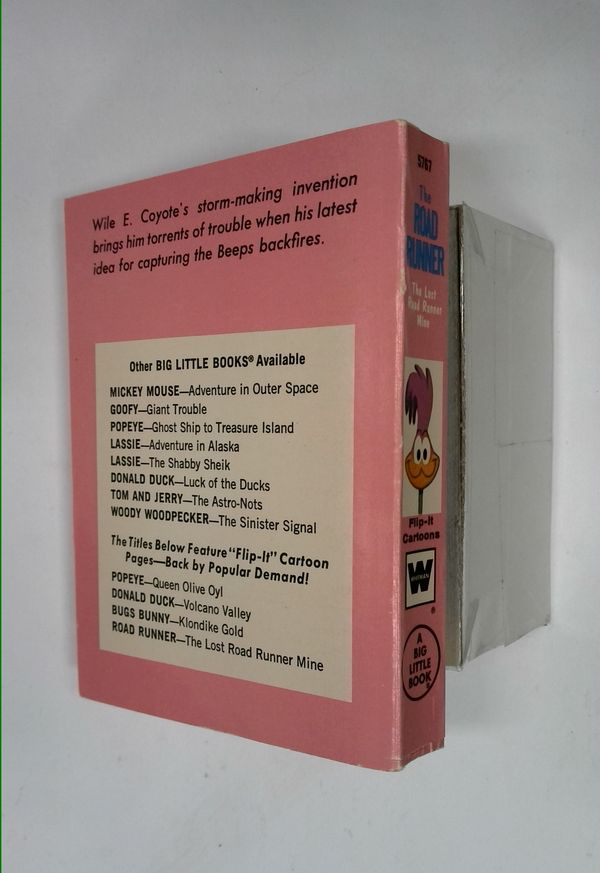 Wile E. Coyote's storm-making invention
brings him torrents of trouble when his latest
idea for capturing the Beeps backfires.
Other BIG LITTLE BOOKS® Available
MICKEY MOUSE—Adventure in Outer Space
GOOFY—Giant Trouble
POPEYE—Ghost Ship to Treasure Island
LASSIE—Adventure in Alaska
LASSIE—The Shabby Sheik
DONALD DUCK—Luck of the Ducks
TOM AND JERRY—The Astro-Nots
WOODY WOODPECKER—The Sinister Signal
The Titles Below Feature "Flip-It" Cartoon
Pages—Back by Popular Demand!
POPEYE—Queen Olive Oyl
DONALD DUCK—Volcano Valley
BUGS BUNNY—Klondike Gold
ROAD RUNNER—The Lost Road Runner Mine
5767
The
ROAD
RUNNER
The Lost
Road Runner
Mine
Flip-It
Cartoons
W
WHITMAN
®
A
BIG
LITTLE
BOOK®